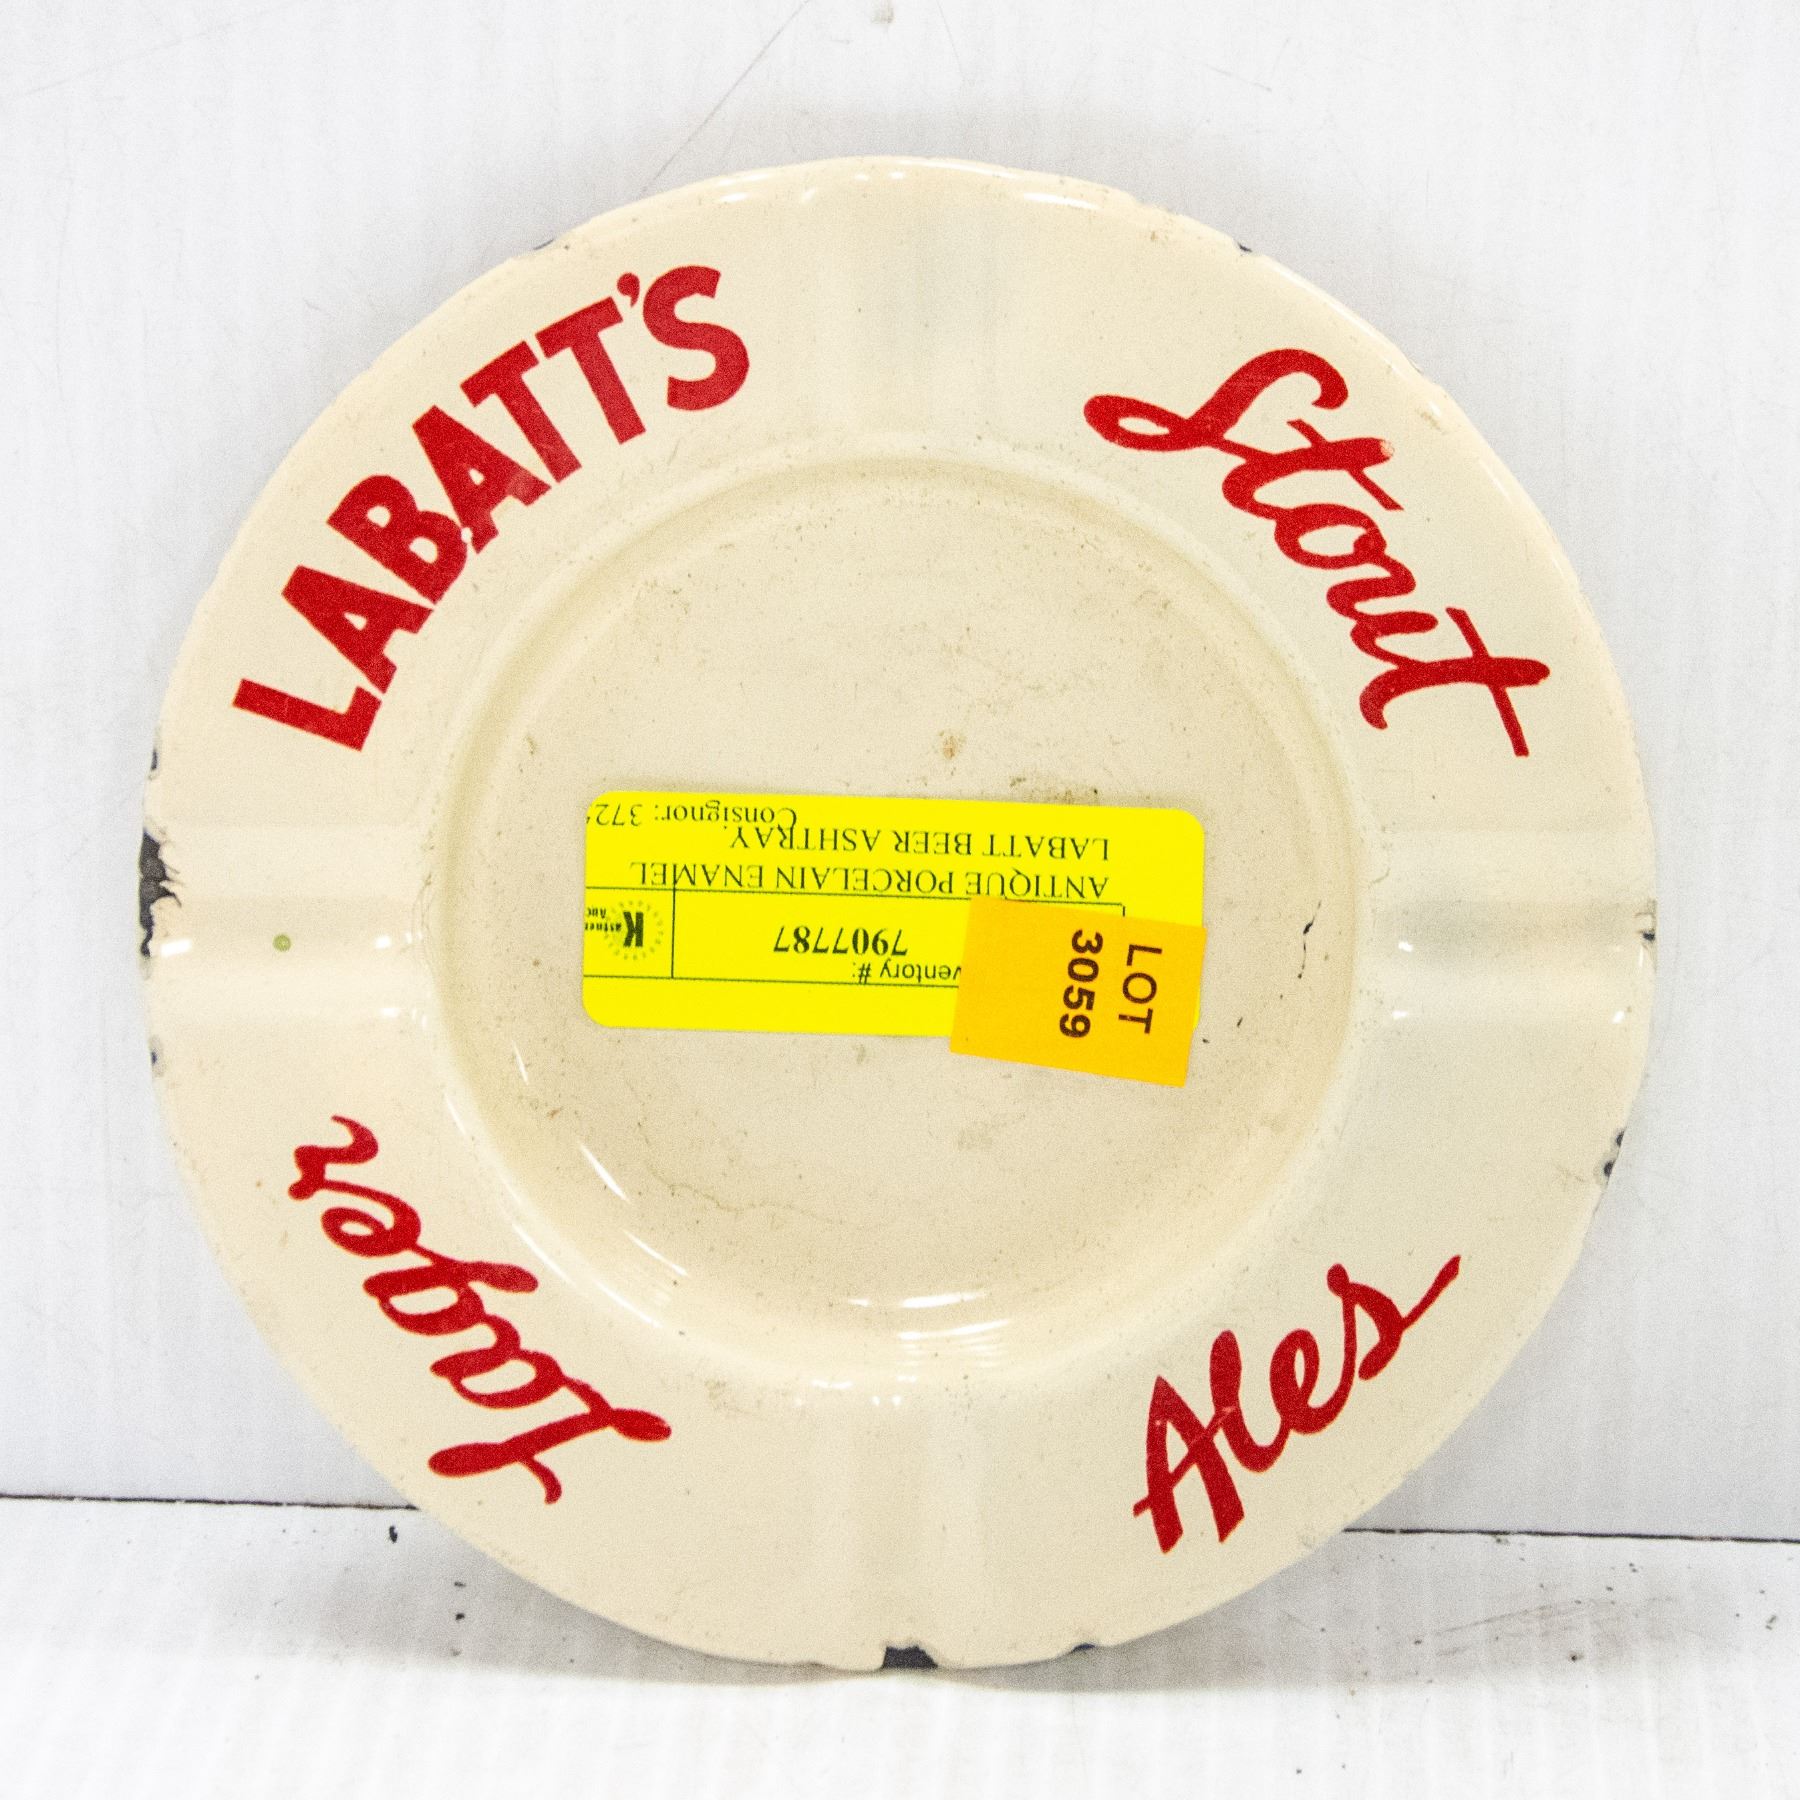 LABATT'S
Stout
Ales
Lager
LOT
3059
7907787
ANTIQUE PORCELAIN ENAMEL
LABATT BEER ASHTRAY.
Consignor: